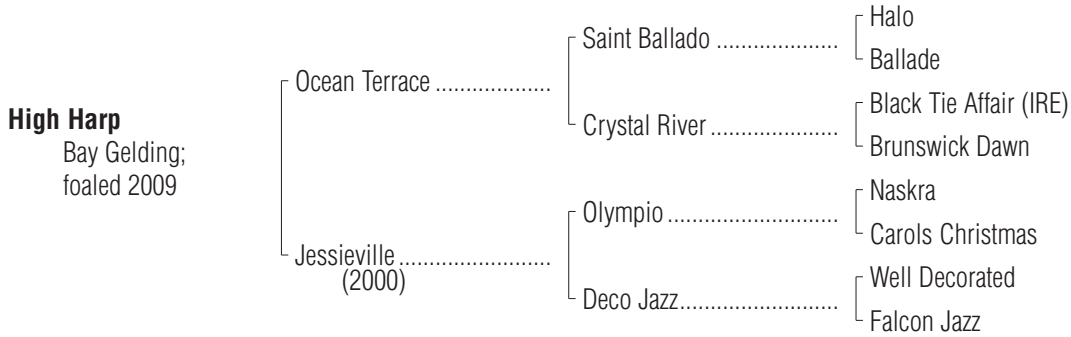 Halo
Saint Ballado .....................
Ballade
Ocean Terrace ....................
Black Tie Affair (IRE)
High Harp
Crystal River ......................
Brunswick Dawn
Bay Gelding;
foaled 2009
Naskra
Olympio .............................
Carols Christmas
Jessieville ..........................
(2000)
Well Decorated
Deco Jazz...........................
Falcon Jazz